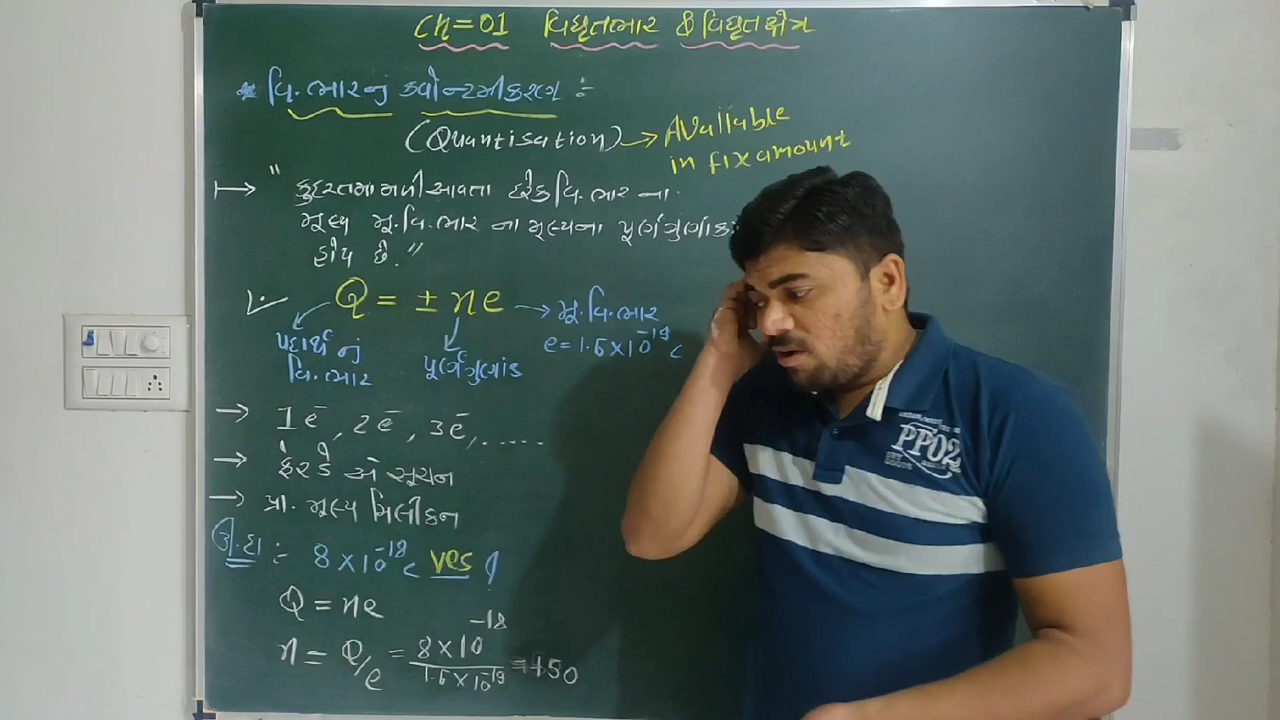 Ch=01 વિદ્યુતભાર & વિદ્યુતક્ષેત્ર
* વિ. ભારનું ક્વોન્ટમીકરણ :-
(Quantisation) → Available
in fix amount
" કુદરતમાં મળી આવતા દરેક વિ. ભાર ના
મૂલ્ય મૂ. વિ. ભાર ના મૂલ્યના પૂર્ણગુણાંક
હોય છે."
Q = ± ne → મૂ. વિ. ભાર
e = 1.6×10⁻¹⁹ C
પદાર્થ નું
વિ. ભાર
પૂર્ણગુણાંક
→ 1e⁻, 2e⁻, 3e⁻, .....
→ ફેરડે એ સૂચન
→ પ્રા. મૂલ્ય મિલીકન
ઉ.દા :- 8×10⁻¹⁸ C yes !
Q = ne
n = Q/e = 8×10⁻¹⁸ / 1.6×10⁻¹⁹ = 50
PPO2